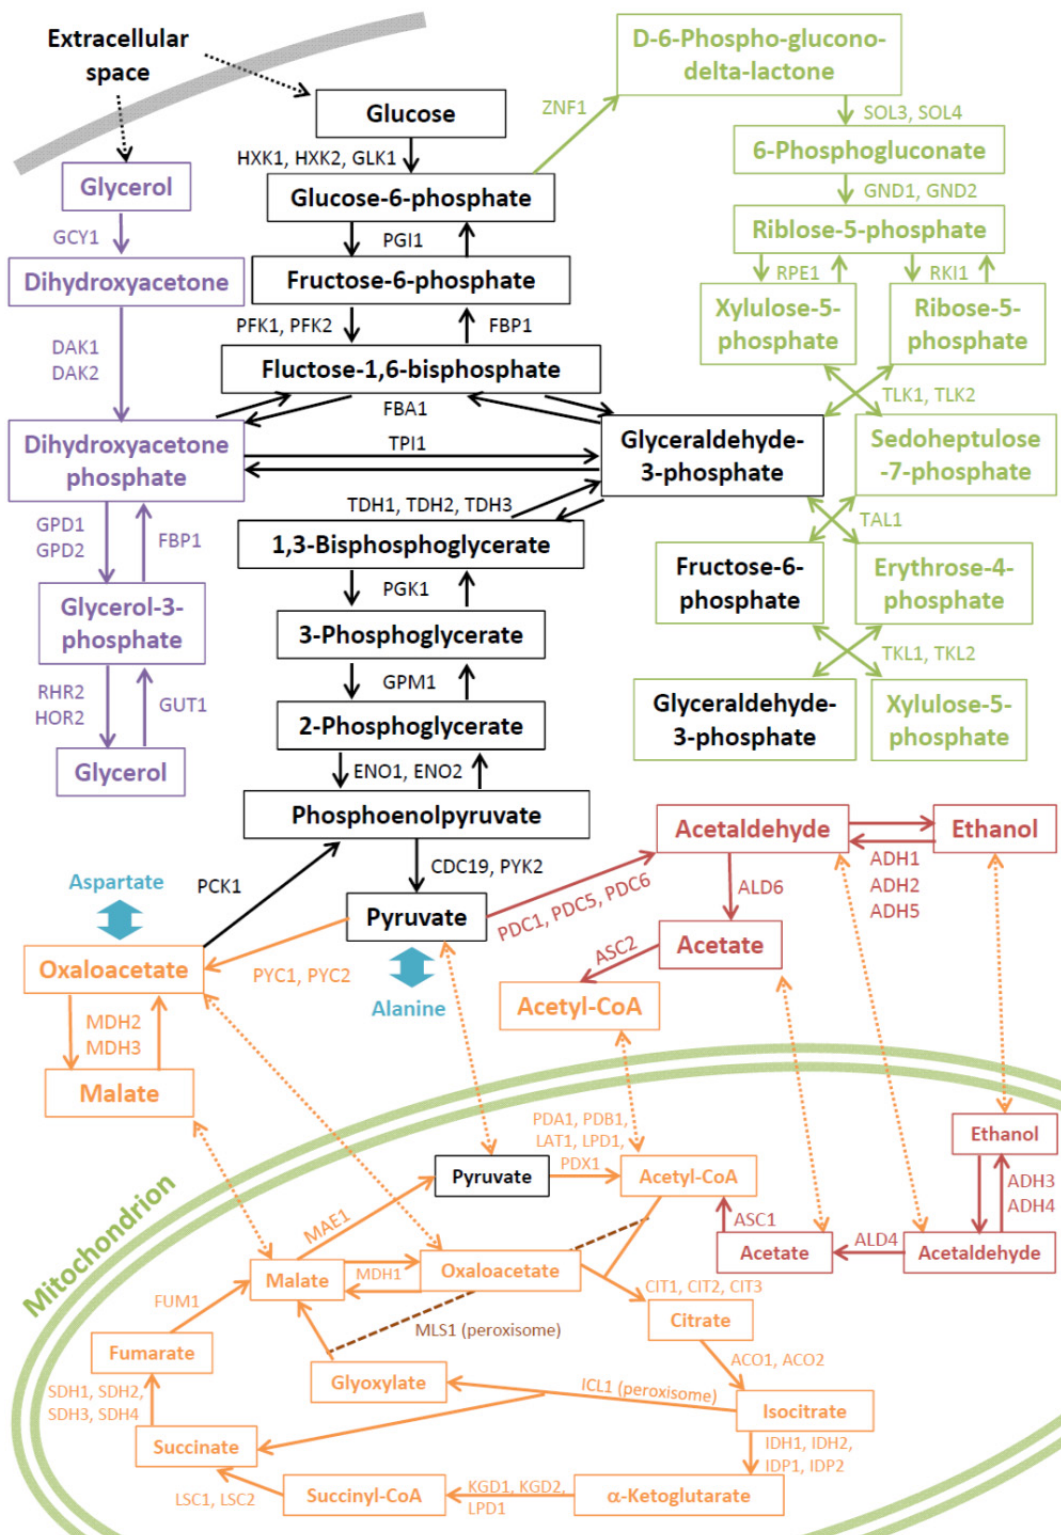 Extracellular
space
Glucose
HXK1, HXK2, GLK1
Glucose-6-phosphate
PGI1
Fructose-6-phosphate
PFK1, PFK2
FBP1
Fluctose-1,6-bisphosphate
FBA1
TPI1
Glyceraldehyde-
3-phosphate
TDH1, TDH2, TDH3
1,3-Bisphosphoglycerate
PGK1
3-Phosphoglycerate
GPM1
2-Phosphoglycerate
ENO1, ENO2
Phosphoenolpyruvate
CDC19, PYK2
Pyruvate
Glycerol
GCY1
Dihydroxyacetone
DAK1
DAK2
Dihydroxyacetone
phosphate
GPD1
GPD2
FBP1
Glycerol-3-
phosphate
RHR2
HOR2
GUT1
Glycerol
ZNF1
D-6-Phospho-glucono-
delta-lactone
SOL3, SOL4
6-Phosphogluconate
GND1, GND2
Riblose-5-phosphate
RPE1
RKI1
Xylulose-5-
phosphate
Ribose-5-
phosphate
TLK1, TLK2
Sedoheptulose
-7-phosphate
TAL1
Fructose-6-
phosphate
Erythrose-4-
phosphate
TKL1, TKL2
Glyceraldehyde-
3-phosphate
Xylulose-5-
phosphate
Acetaldehyde
Ethanol
ADH1
ADH2
ADH5
PDC1, PDC5, PDC6
ALD6
Acetate
ASC2
Acetyl-CoA
Aspartate
PCK1
Oxaloacetate
PYC1, PYC2
Alanine
MDH2
MDH3
Malate
Mitochondrion
PDA1, PDB1,
LAT1, LPD1,
PDX1
Pyruvate
Acetyl-CoA
Ethanol
ADH3
ADH4
MAE1
ASC1
Acetate
ALD4
Acetaldehyde
Malate
MDH1
Oxaloacetate
CIT1, CIT2, CIT3
Citrate
FUM1
MLS1 (peroxisome)
Fumarate
ACO1, ACO2
Glyoxylate
ICL1 (peroxisome)
Isocitrate
SDH1, SDH2,
SDH3, SDH4
Succinate
IDH1, IDH2,
IDP1, IDP2
LSC1, LSC2
Succinyl-CoA
KGD1, KGD2,
LPD1
α-Ketoglutarate